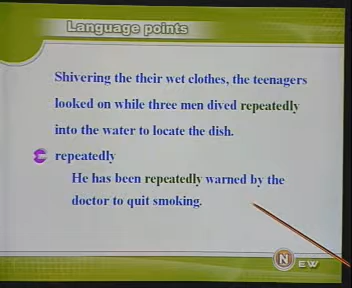 Language points
Shivering the their wet clothes, the teenagers
looked on while three men dived repeatedly
into the water to locate the dish.
repeatedly
He has been repeatedly warned by the
doctor to quit smoking.
N EW